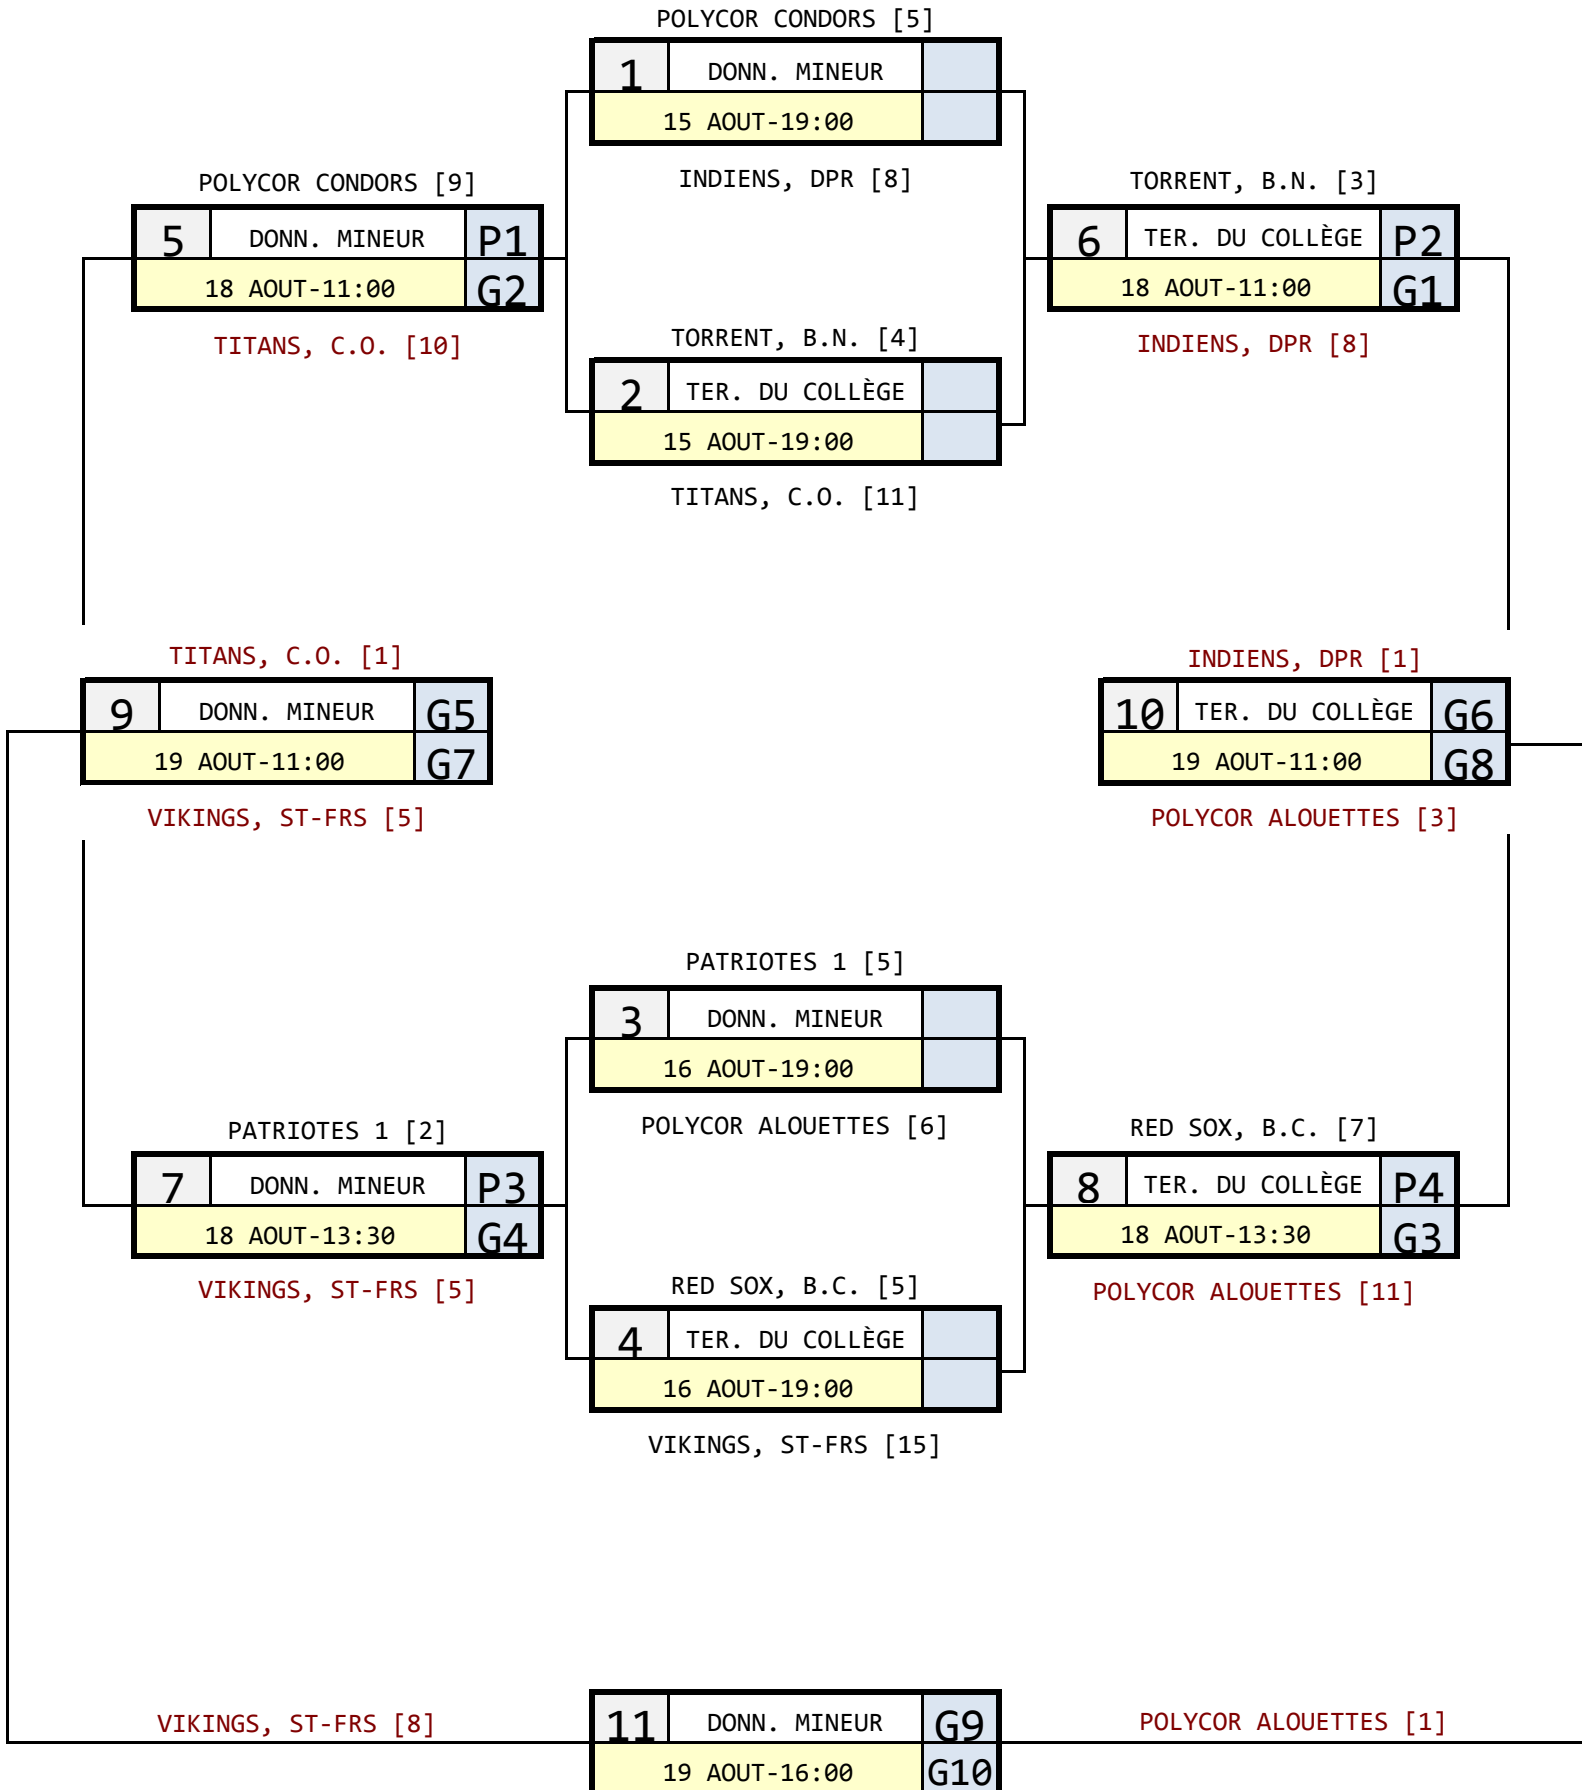 POLYCOR CONDORS [5]
1 DONN. MINEUR
15 AOUT-19:00
INDIENS, DPR [8]
POLYCOR CONDORS [9]
5 DONN. MINEUR P1
18 AOUT-11:00 G2
TITANS, C.O. [10]
TORRENT, B.N. [3]
6 TER. DU COLLÈGE P2
18 AOUT-11:00 G1
INDIENS, DPR [8]
TORRENT, B.N. [4]
2 TER. DU COLLÈGE
15 AOUT-19:00
TITANS, C.O. [11]
TITANS, C.O. [1]
9 DONN. MINEUR G5
19 AOUT-11:00 G7
VIKINGS, ST-FRS [5]
INDIENS, DPR [1]
10 TER. DU COLLÈGE G6
19 AOUT-11:00 G8
POLYCOR ALOUETTES [3]
PATRIOTES 1 [5]
3 DONN. MINEUR
16 AOUT-19:00
POLYCOR ALOUETTES [6]
PATRIOTES 1 [2]
7 DONN. MINEUR P3
18 AOUT-13:30 G4
VIKINGS, ST-FRS [5]
RED SOX, B.C. [7]
8 TER. DU COLLÈGE P4
18 AOUT-13:30 G3
POLYCOR ALOUETTES [11]
RED SOX, B.C. [5]
4 TER. DU COLLÈGE
16 AOUT-19:00
VIKINGS, ST-FRS [15]
VIKINGS, ST-FRS [8]
11 DONN. MINEUR G9
19 AOUT-16:00 G10
POLYCOR ALOUETTES [1]